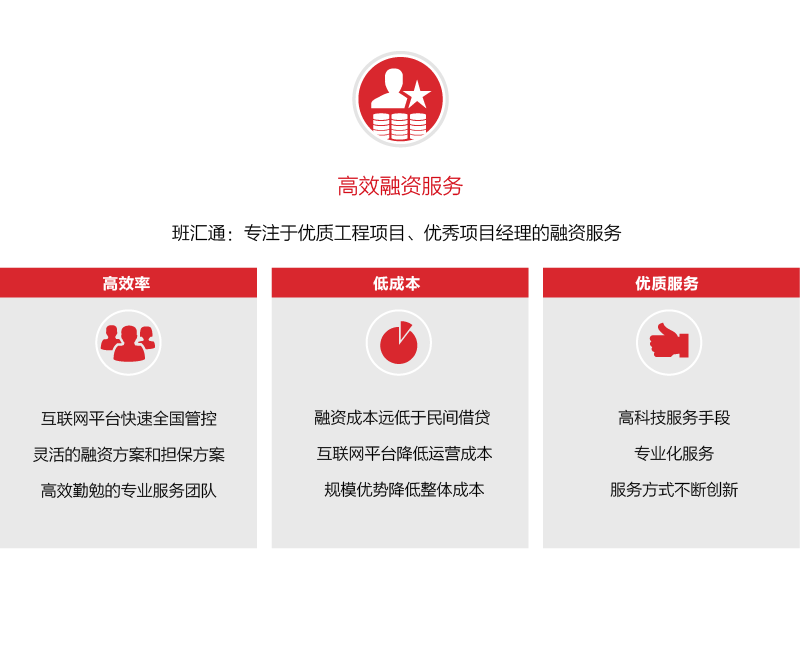 高效融资服务
班汇通：专注于优质工程项目、优秀项目经理的融资服务
高效率
互联网平台快速全国管控
灵活的融资方案和担保方案
高效勤勉的专业服务团队
低成本
融资成本远低于民间借贷
互联网平台降低运营成本
规模优势降低整体成本
优质服务
高科技服务手段
专业化服务
服务方式不断创新